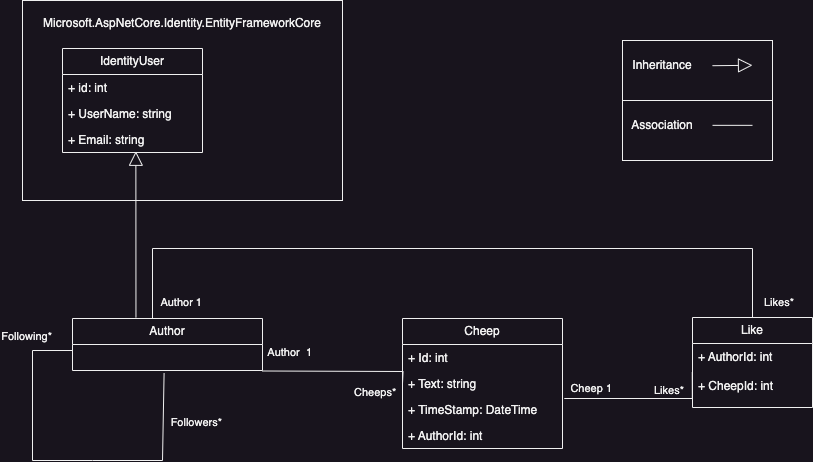 Microsoft.AspNetCore.Identity.EntityFrameworkCore
IdentityUser
+ id: int
+ UserName: string
+ Email: string
Inheritance
Association
Author 1
Likes*
Following*
Author
Followers*
Author 1
Cheeps*
Cheep
+ Id: int
+ Text: string
+ TimeStamp: DateTime
+ AuthorId: int
Cheep 1
Likes*
Like
+ AuthorId: int
+ CheepId: int